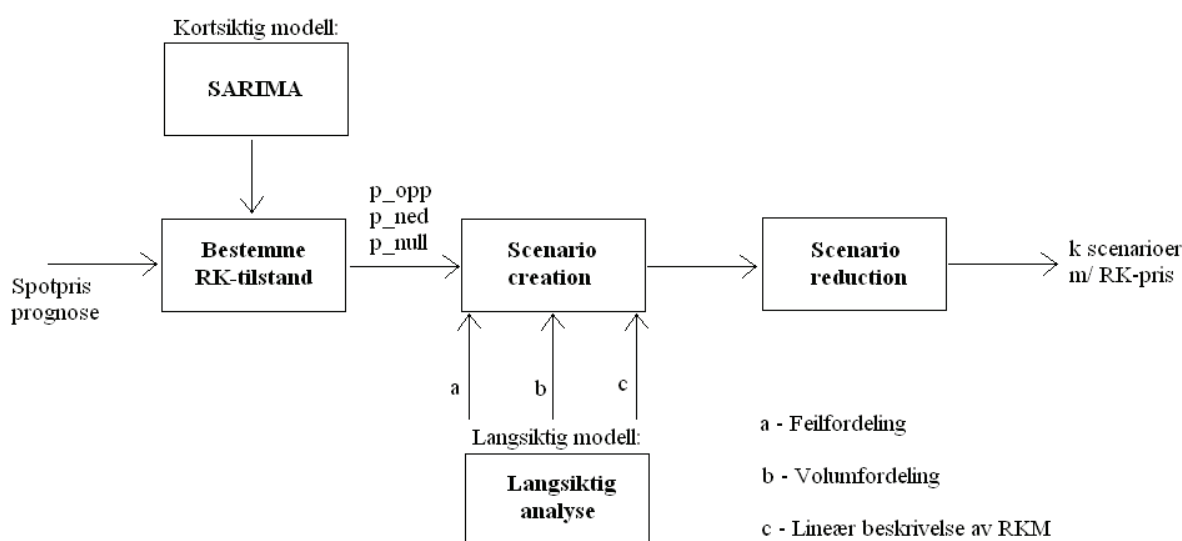 Kortsiktig modell:
SARIMA
p_opp
p_ned
p_null
Bestemme
RK-tilstand
Scenario
creation
Scenario
reduction
k scenarioer
m/ RK-pris
Spotpris
prognose
a
b
c
Langsiktig modell:
Langsiktig
analyse
a - Feilfordeling
b - Volumfordeling
c - Lineær beskrivelse av RKM